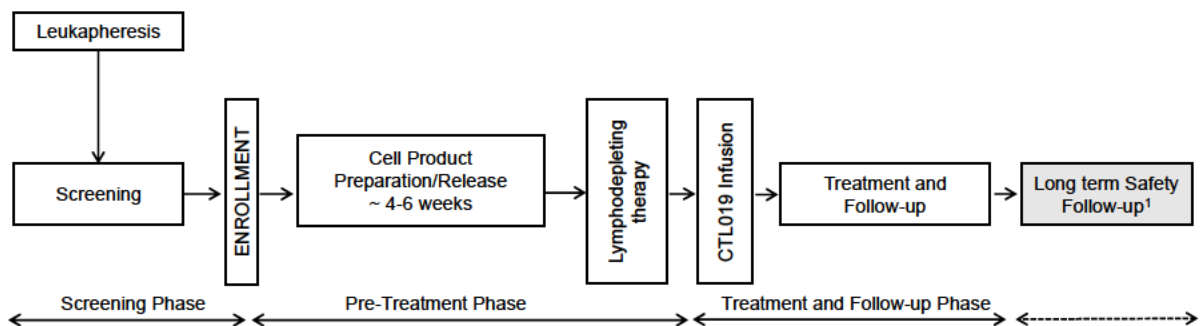 Leukapheresis
Screening
ENROLLMENT
Cell Product
Preparation/Release
~ 4-6 weeks
Lymphodepleting
therapy
CTL019 Infusion
Treatment and
Follow-up
Long term Safety
Follow-up¹
Screening Phase
Pre-Treatment Phase
Treatment and Follow-up Phase